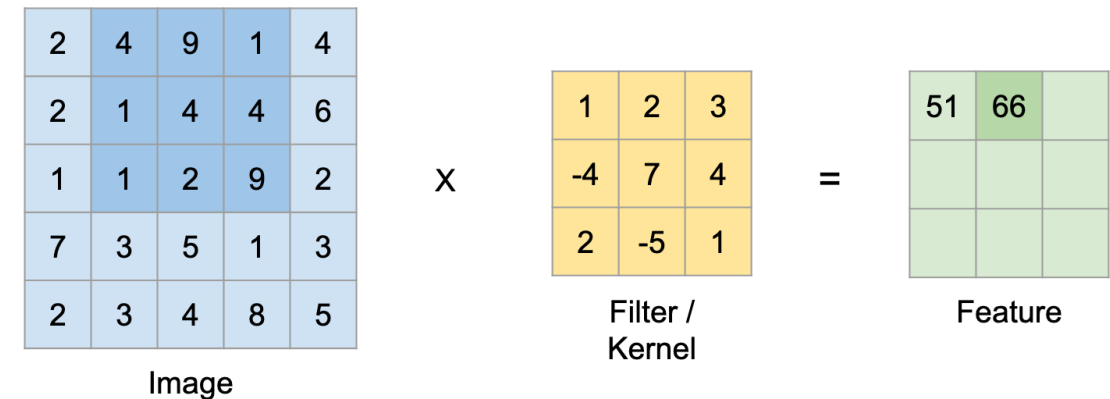 2 4 9 1 4
2 1 4 4 6
1 1 2 9 2
7 3 5 1 3
2 3 4 8 5
Image
X
1 2 3
-4 7 4
2 -5 1
Filter /
Kernel
=
51 66
Feature